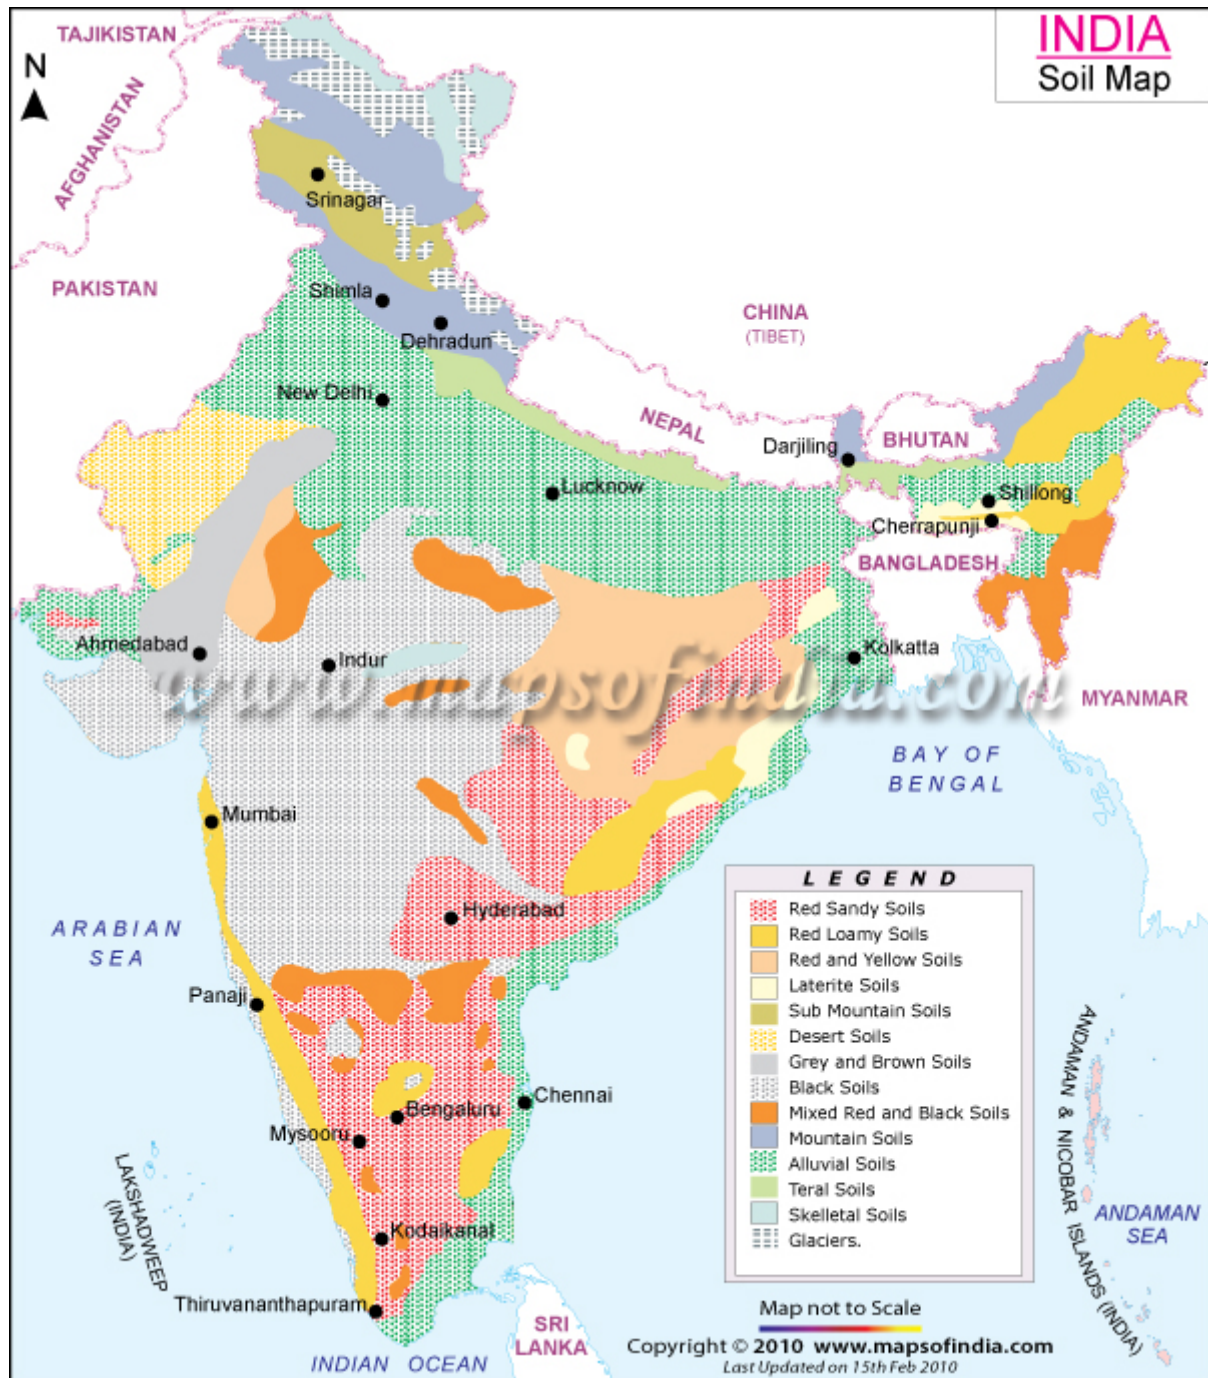 INDIA
Soil Map
TAJIKISTAN
N
AFGHANISTAN
Srinagar
PAKISTAN
Shimla
Dehradun
CHINA
(TIBET)
New Delhi
NEPAL
Darjiling
BHUTAN
Lucknow
Shillong
Cherrapunji
BANGLADESH
Ahmedabad
Indur
Kolkatta
www.mapsofindia.com
MYANMAR
BAY OF
BENGAL
Mumbai
ARABIAN
SEA
Hyderabad
Panaji
Chennai
Bengaluru
Mysooru
LAKSHADWEEP
(INDIA)
Kodaikanal
Thiruvananthapuram
SRI
LANKA
INDIAN OCEAN
LEGEND
Red Sandy Soils
Red Loamy Soils
Red and Yellow Soils
Laterite Soils
Sub Mountain Soils
Desert Soils
Grey and Brown Soils
Black Soils
Mixed Red and Black Soils
Mountain Soils
Alluvial Soils
Teral Soils
Skelletal Soils
Glaciers.
ANDAMAN & NICOBAR ISLANDS (INDIA)
ANDAMAN
SEA
Map not to Scale
Copyright © 2010 www.mapsofindia.com
Last Updated on 15th Feb 2010